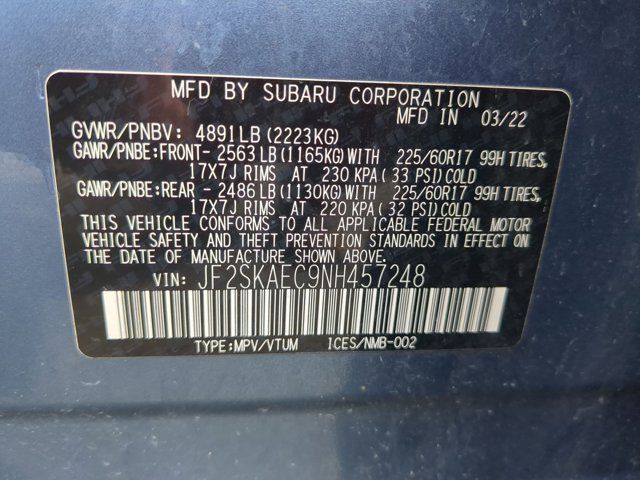 MFD BY SUBARU CORPORATION
MFD IN 03/22
GVWR/PNBV: 4891LB (2223KG)
GAWR/PNBE:FRONT- 2563 LB (1165KG) WITH 225/60R17 99H TIRES,
17X7J RIMS AT 230 KPA ( 33 PSI) COLD
GAWR/PNBE:REAR - 2486 LB (1130KG) WITH 225/60R17 99H TIRES,
17X7J RIMS AT 220 KPA ( 32 PSI) COLD
THIS VEHICLE CONFORMS TO ALL APPLICABLE FEDERAL MOTOR
VEHICLE SAFETY AND THEFT PREVENTION STANDARDS IN EFFECT ON
THE DATE OF MANUFACTURE SHOWN ABOVE.
VIN: JF2SKAEC9NH457248
TYPE:MPV/VTUM ICES/NMB-002